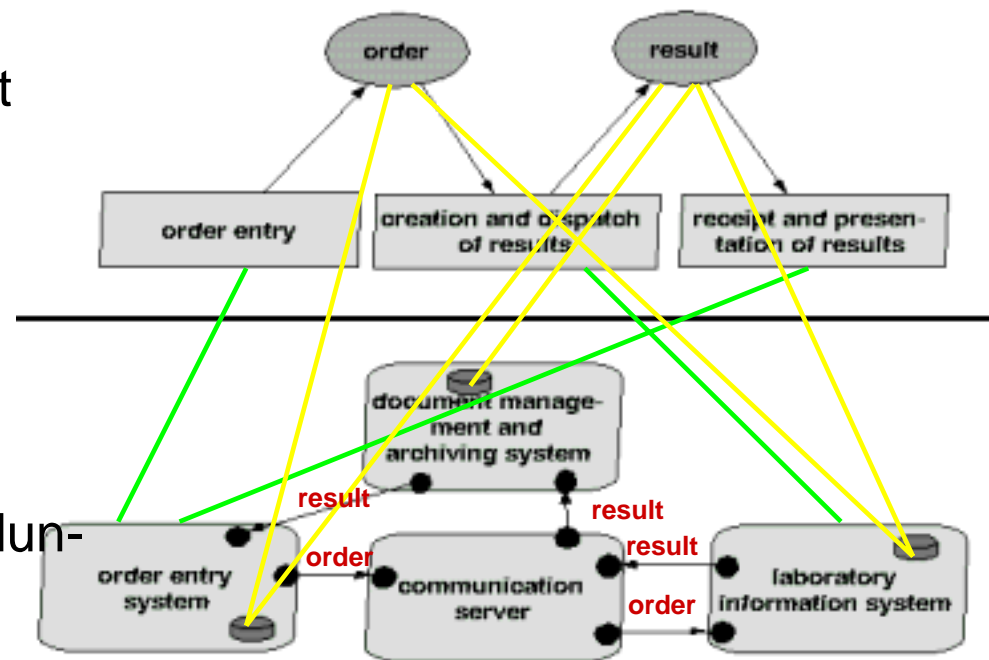 order
result
t
order entry
creation and dispatch
of results
receipt and presen-
tation of results
document manage-
ment and
archiving system
result
result
lun-
order
result
order entry
system
communication
server
laboratory
information system
order